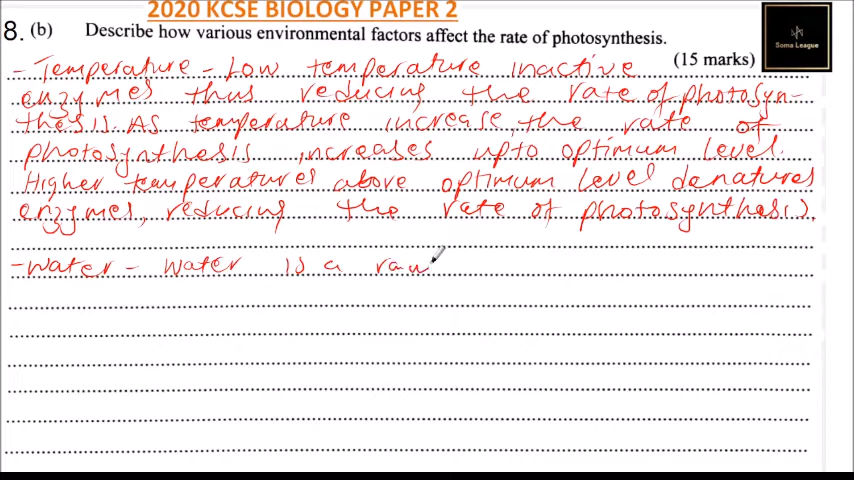 2020 KCSE BIOLOGY PAPER 2
8. (b) Describe how various environmental factors affect the rate of photosynthesis.
(15 marks)
Soma League
- Temperature - Low temperature inactive
enzymes thus reducing the rate of photosyn-
thesis. As temperature increase, the rate of
photosynthesis increases upto optimum level.
Higher temperatures above optimum level denatures
enzymes, reducing the rate of photosynthesis.
- Water - Water is a raw